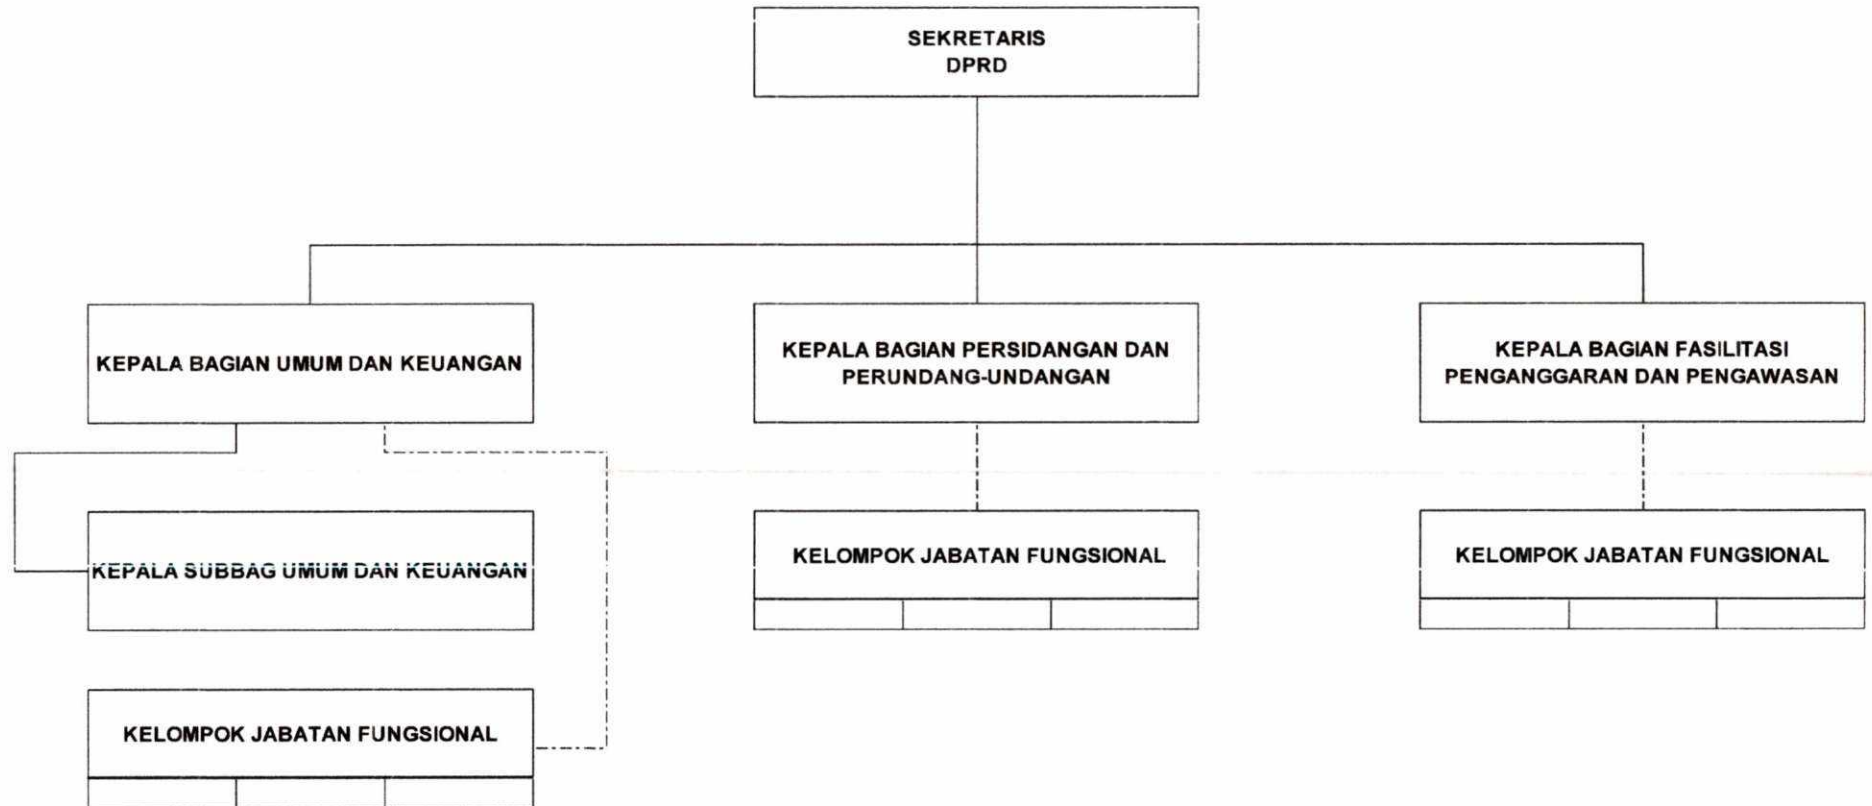 SEKRETARIS
DPRD
KEPALA BAGIAN UMUM DAN KEUANGAN
KEPALA BAGIAN PERSIDANGAN DAN
PERUNDANG-UNDANGAN
KEPALA BAGIAN FASILITASI
PENGANGGARAN DAN PENGAWASAN
KEPALA SUBBAG UMUM DAN KEUANGAN
KELOMPOK JABATAN FUNGSIONAL
KELOMPOK JABATAN FUNGSIONAL
KELOMPOK JABATAN FUNGSIONAL